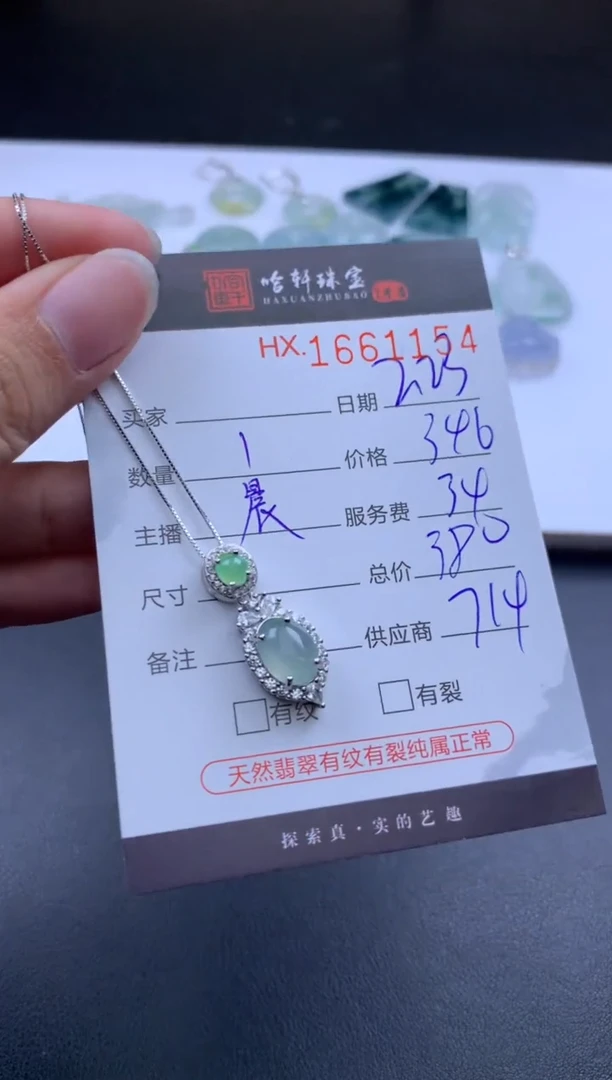 哈轩珠宝
HAXUANZHUBAO
HX.1661154
买家 日期 2.25
数量 1 价格 346
主播 晨 服务费 34
尺寸 总价 380
备注 供应商 714
有纹 有裂
天然翡翠有纹有裂纯属正常
探索真·实的艺趣